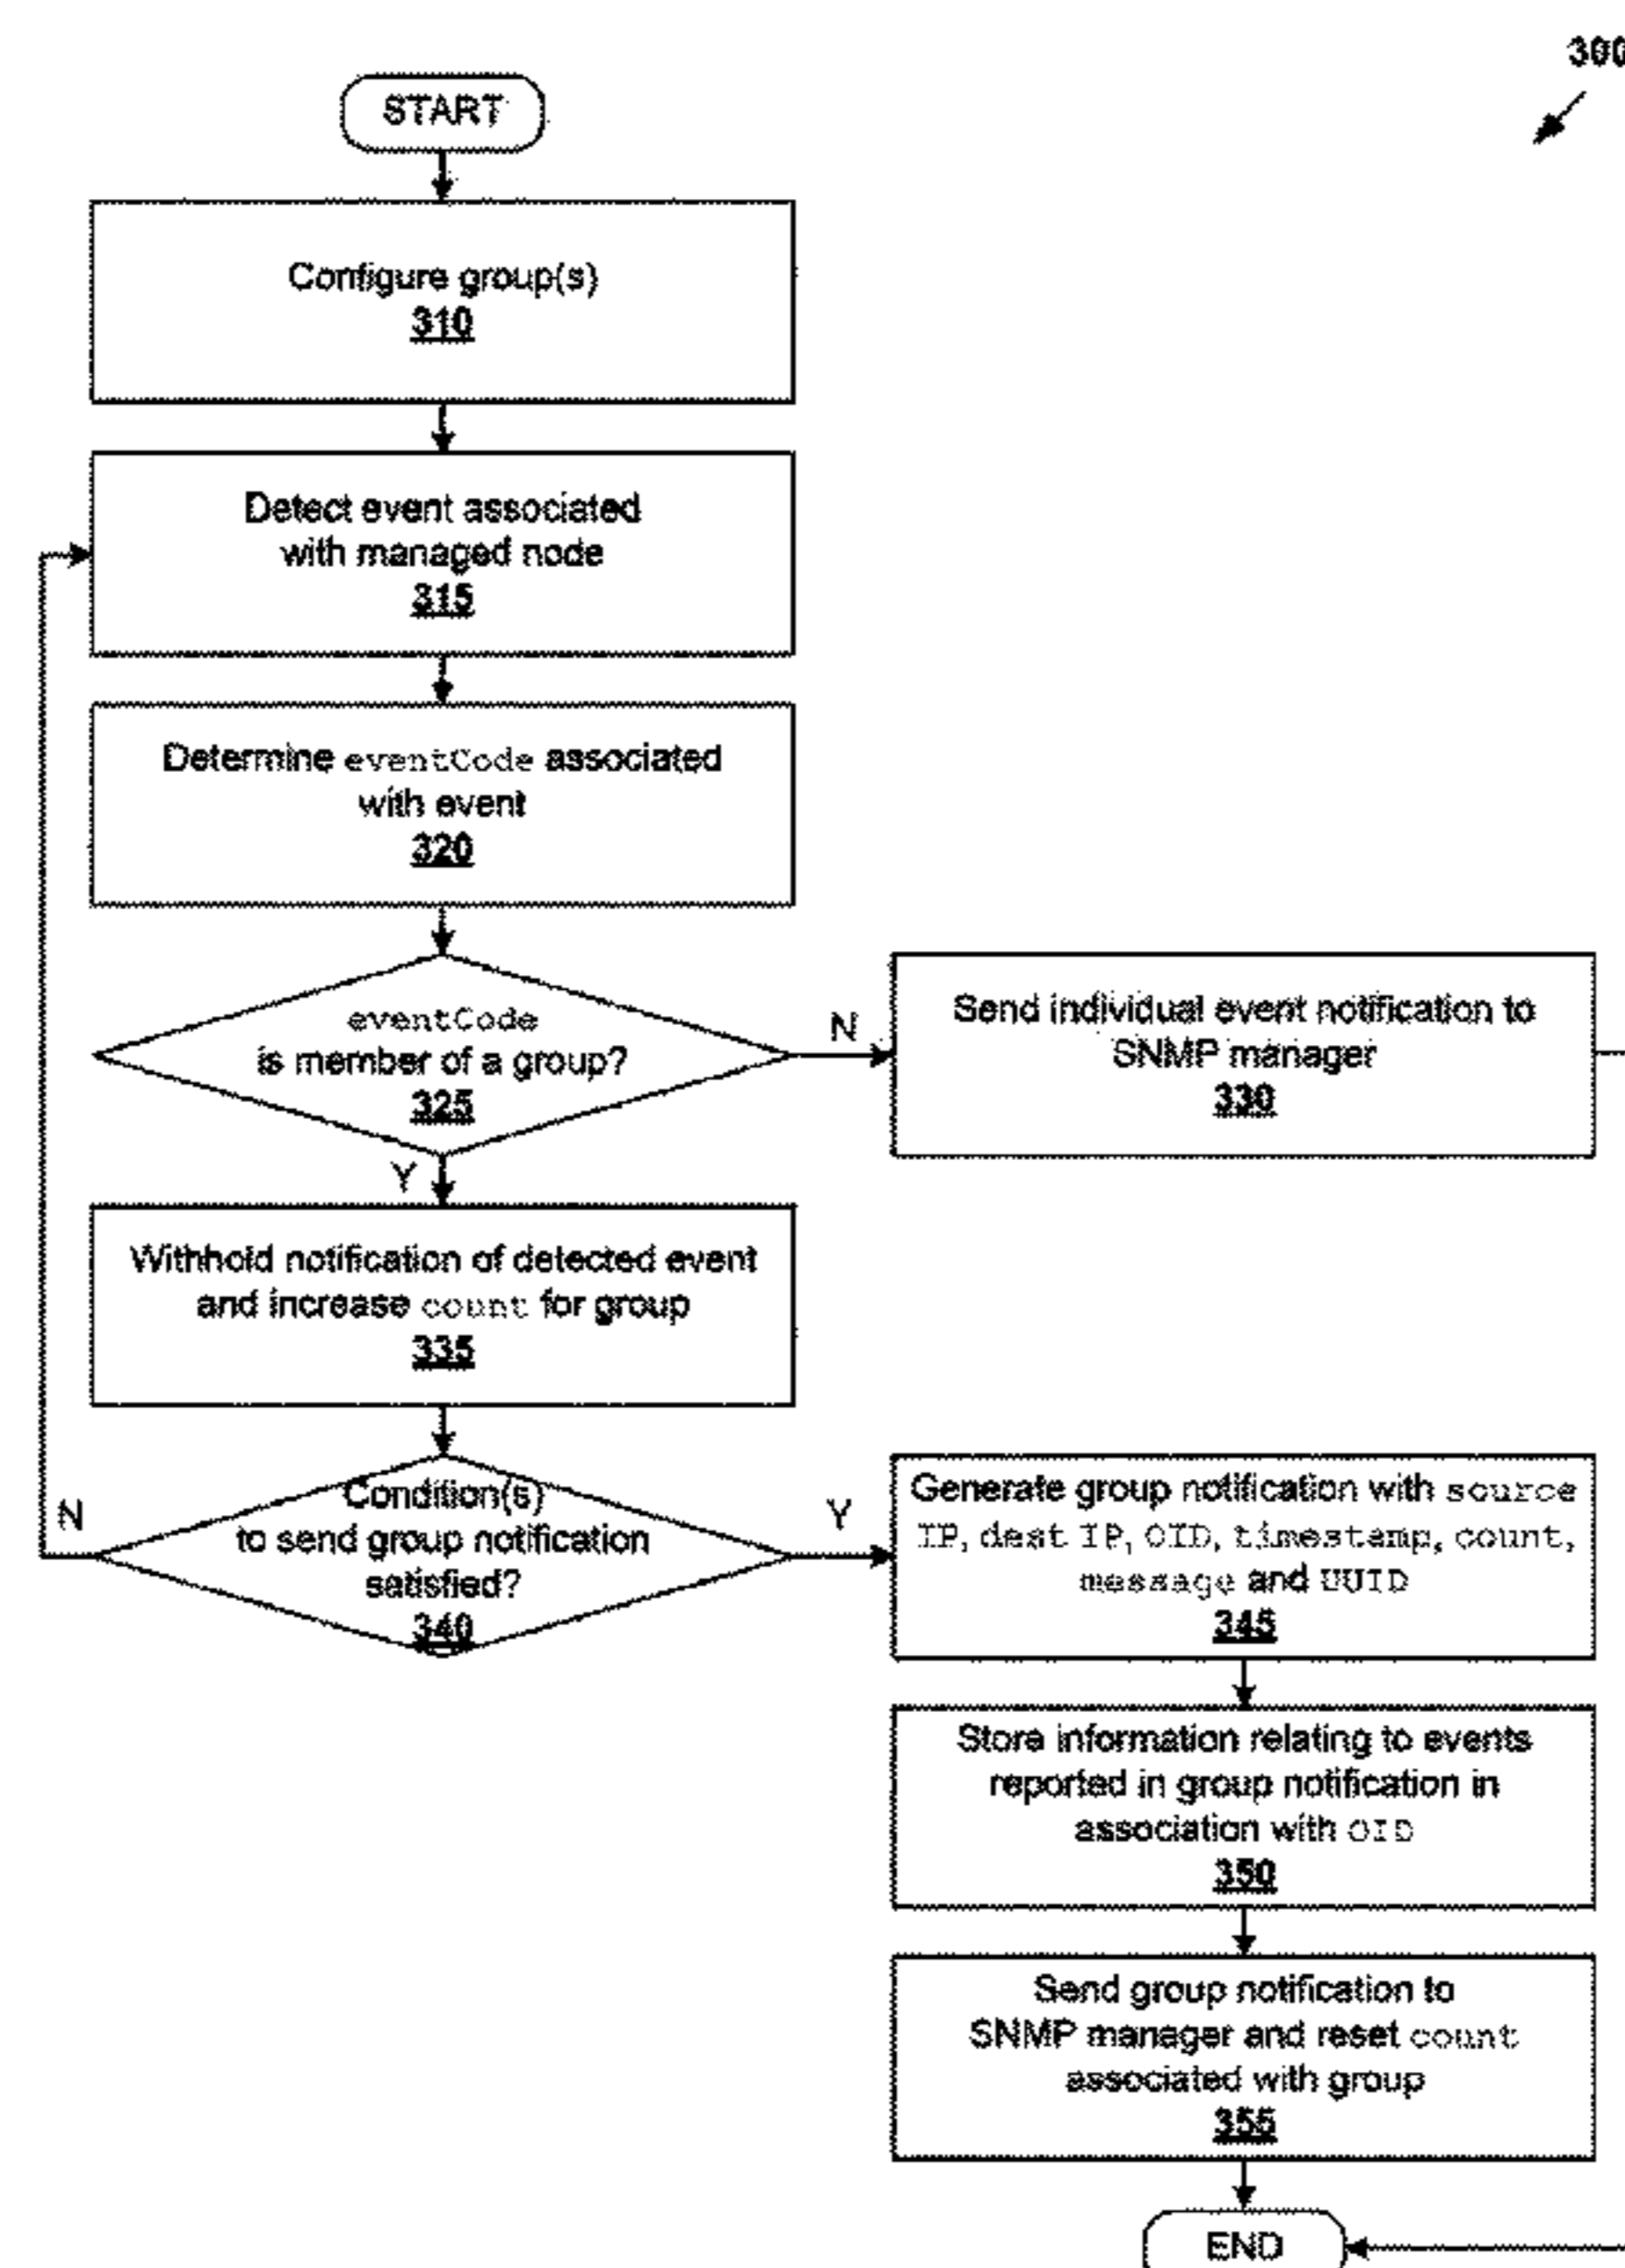 300
START
Configure group(s)
310
Detect event associated
with managed node
315
Determine eventCode associated
with event
320
eventCode
is member of a group?
325
N
Send individual event notification to
SNMP manager
330
Y
Withhold notification of detected event
and increase count for group
335
Condition(s)
to send group notification
satisfied?
340
N
Y
Generate group notification with source
IP, dest IP, OID, timestamp, count,
message and UUID
345
Store information relating to events
reported in group notification in
association with OID
350
Send group notification to
SNMP manager and reset count
associated with group
355
END